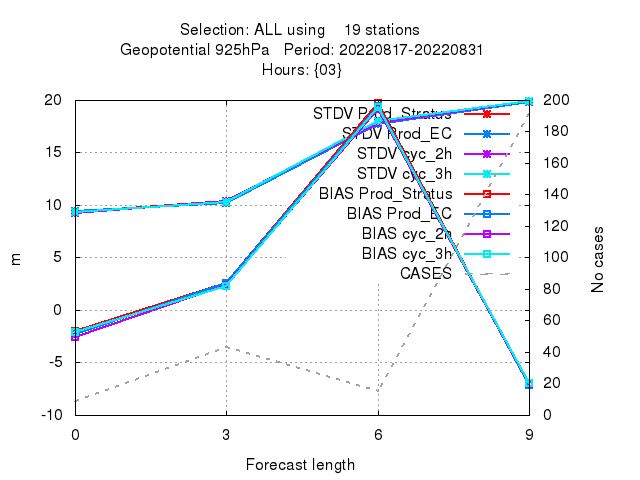 Selection: ALL using 19 stations
Geopotential 925hPa Period: 20220817-20220831
Hours: {03}
STDV Prod_Stratus
STDV Prod_EC
STDV cyc_2h
STDV cyc_3h
BIAS Prod_Stratus
BIAS Prod_EC
BIAS cyc_2h
BIAS cyc_3h
CASES
20
15
10
5
0
-5
-10
m
200
180
160
140
120
100
80
60
40
20
0
No cases
0 3 6 9
Forecast length